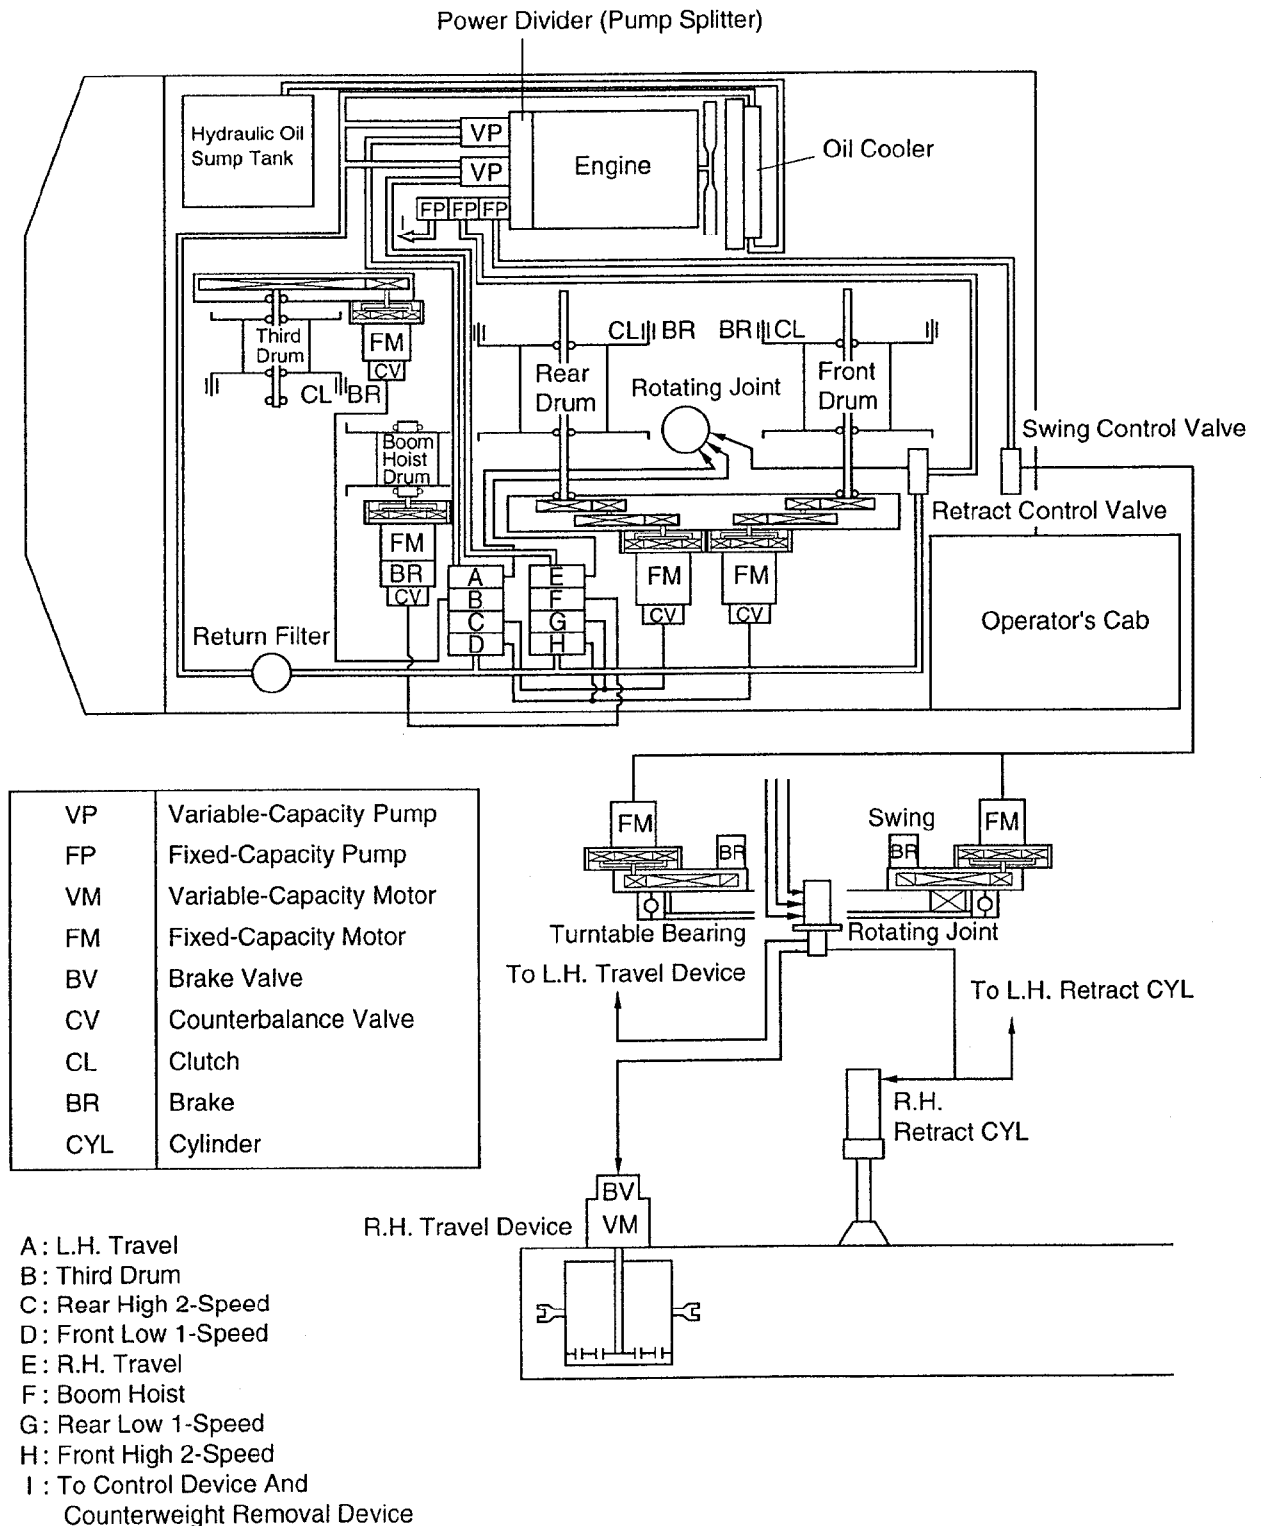 Power Divider (Pump Splitter)
Hydraulic Oil
Sump Tank
VP
VP
Engine
Oil Cooler
FP FP FP
I
Third
Drum
FM
CV
CL BR
CL BR
BR CL
Rear
Drum
Rotating Joint
Front
Drum
Swing Control Valve
Boom
Hoist
Drum
Retract Control Valve
FM
BR
CV
A
B
C
D
E
F
G
H
FM
CV
FM
CV
Operator's Cab
Return Filter
VP Variable-Capacity Pump
FP Fixed-Capacity Pump
VM Variable-Capacity Motor
FM Fixed-Capacity Motor
BV Brake Valve
CV Counterbalance Valve
CL Clutch
BR Brake
CYL Cylinder
FM
BR
Swing
BR
FM
Turntable Bearing
Rotating Joint
To L.H. Travel Device
To L.H. Retract CYL
R.H.
Retract CYL
BV
VM
R.H. Travel Device
A : L.H. Travel
B : Third Drum
C : Rear High 2-Speed
D : Front Low 1-Speed
E : R.H. Travel
F : Boom Hoist
G : Rear Low 1-Speed
H : Front High 2-Speed
I : To Control Device And
Counterweight Removal Device